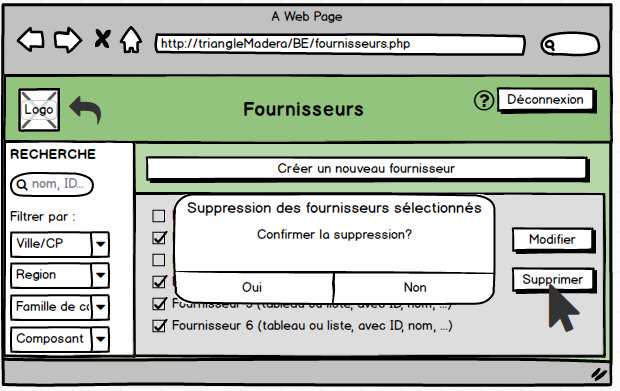 A Web Page
http://triangleMadera/BE/fournisseurs.php
Logo
Fournisseurs
? Déconnexion
RECHERCHE
nom, ID...
Filtrer par :
Ville/CP
Region
Famille de c
Composant
Créer un nouveau fournisseur
Suppression des fournisseurs sélectionnés
Confirmer la suppression?
Oui
Non
Modifier
Supprimer
Fournisseur 5 (tableau ou liste, avec ID, nom, ...)
Fournisseur 6 (tableau ou liste, avec ID, nom, ...)